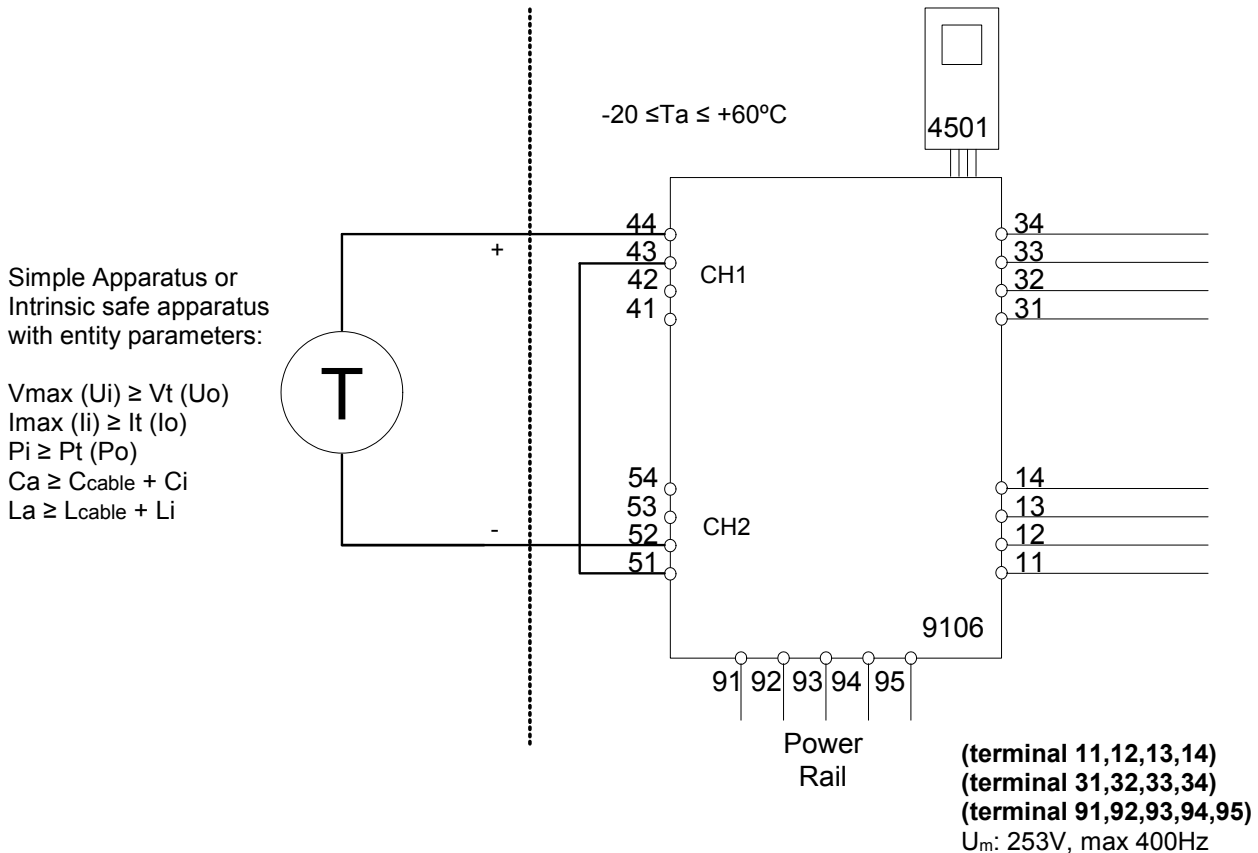 -20 ≤Ta ≤ +60ºC
4501
Simple Apparatus or
Intrinsic safe apparatus
with entity parameters:
Vmax (Ui) ≥ Vt (Uo)
Imax (Ii) ≥ It (Io)
Pi ≥ Pt (Po)
Ca ≥ Ccable + Ci
La ≥ Lcable + Li
T
+
-
44
43
42
41
CH1
54
53
52
51
CH2
34
33
32
31
14
13
12
11
9106
91 92 93 94 95
Power
Rail
(terminal 11,12,13,14)
(terminal 31,32,33,34)
(terminal 91,92,93,94,95)
Um: 253V, max 400Hz